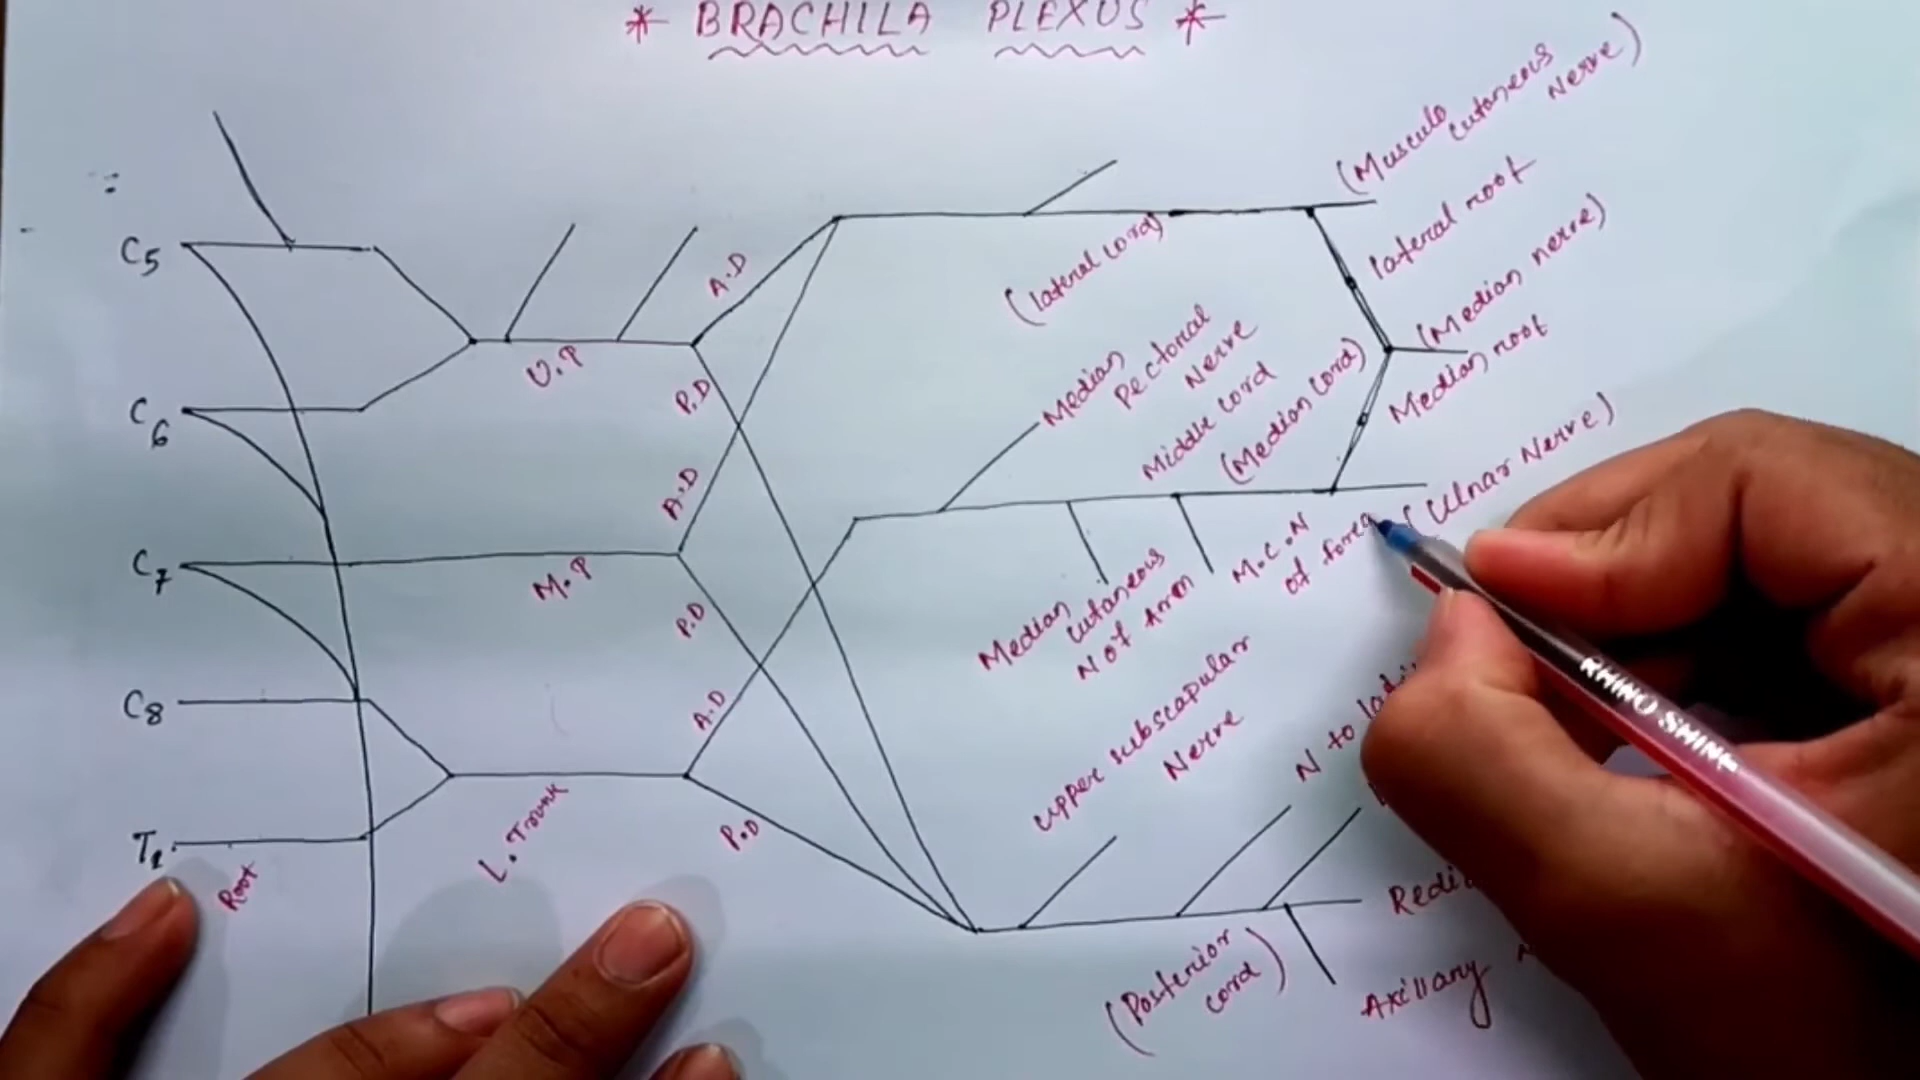 * BRACHILA PLEXUS *
C5
C6
C7
C8
T1
Root
U.P
M.P
L. Trunk
A.D
P.D
A.D
P.D
A.D
P.D
(lateral cord)
(Musculo
cutaneous
Nerve)
lateral root
(Median nerve)
Median root
Median
Pectorial
Nerve
Middle cord
(Median cord)
(Ulnar Nerve)
Median
cutaneous
N of Arm
M.C.N
of forea
upper subscapular
Nerve
N to
(Posterior
cord)
Axillary
RHINO SHINE